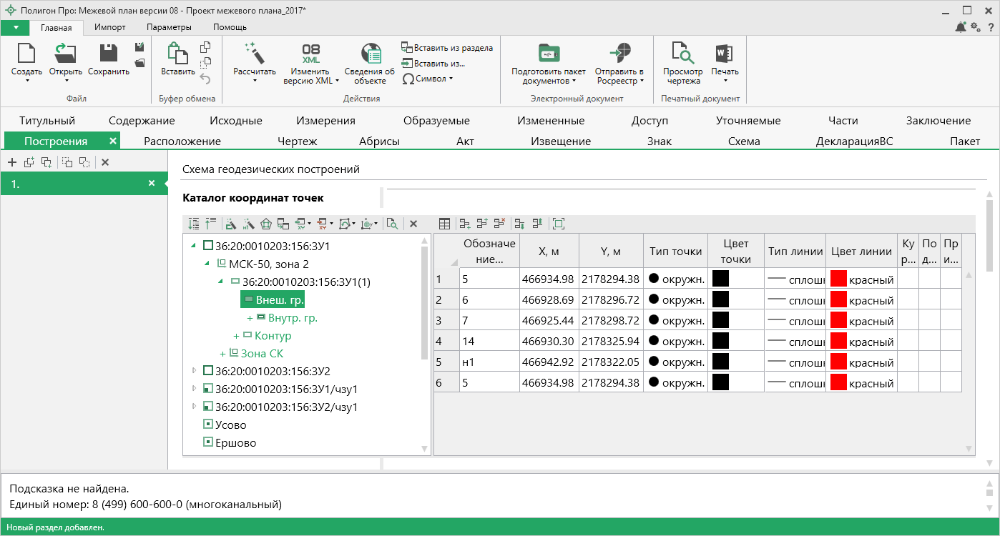 Полигон Про: Межевой план версии 08 - Проект межевого плана_2017*
Главная Импорт Параметры Помощь
?
Создать Открыть Сохранить
Файл
Вставить
Буфер обмена
Рассчитать
08
XML
Изменить
версию XML
Сведения об
объекте
Вставить из раздела
Вставить из...
Символ
Действия
Подготовить пакет
документов
Отправить в
Росреестр
Электронный документ
Просмотр
чертежа
Печать
Печатный документ
Титульный Содержание Исходные Измерения Образуемые Измененные Доступ Уточняемые Части Заключение
Построения Расположение Чертеж Абрисы Акт Извещение Знак Схема ДекларацияВС Пакет
1.
Схема геодезических построений
Каталог координат точек
36:20:0010203:156:ЗУ1
МСК-50, зона 2
36:20:0010203:156:ЗУ1(1)
Внеш. гр.
+ Внутр. гр.
+ Контур
+ Зона СК
36:20:0010203:156:ЗУ2
36:20:0010203:156:ЗУ1/чзу1
36:20:0010203:156:ЗУ2/чзу1
Усово
Ершово
Обозначе
ние...
X, м
Y, м
Тип точки
Цвет
точки
Тип линии
Цвет линии
Ку
р...
По
д...
Пр
и...
1 5 466934.98 2178294.38 окружн. сплош красный
2 6 466928.69 2178296.72 окружн. сплош красный
3 7 466925.44 2178298.72 окружн. сплош красный
4 14 466930.30 2178325.94 окружн. сплош красный
5 н1 466942.92 2178322.05 окружн. сплош красный
6 5 466934.98 2178294.38 окружн. сплош красный
Подсказка не найдена.
Единый номер: 8 (499) 600-600-0 (многоканальный)
Новый раздел добавлен.